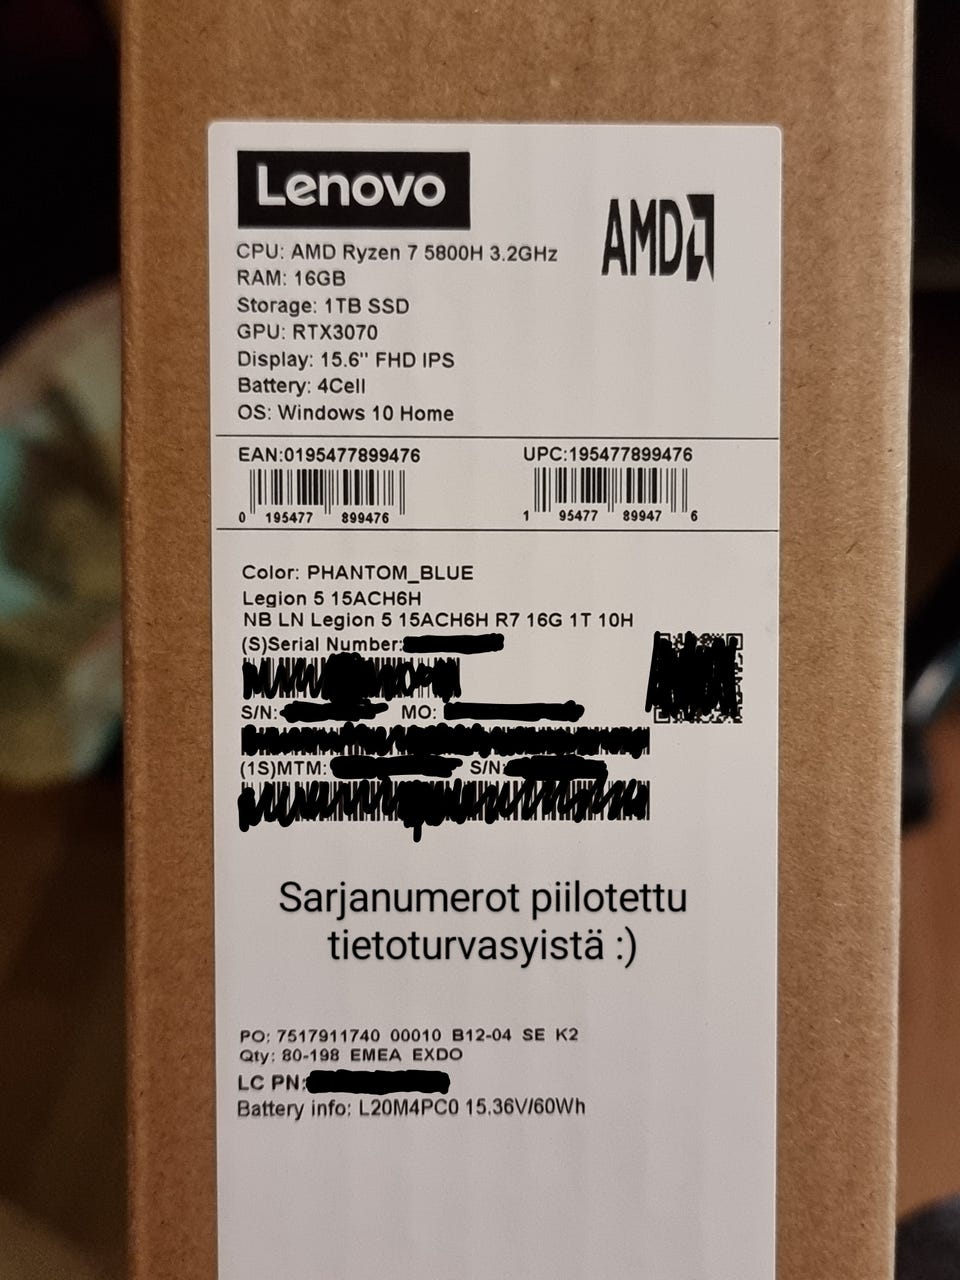 Lenovo
AMD
CPU: AMD Ryzen 7 5800H 3.2GHz
RAM: 16GB
Storage: 1TB SSD
GPU: RTX3070
Display: 15.6" FHD IPS
Battery: 4Cell
OS: Windows 10 Home
EAN:0195477899476 UPC:195477899476
0 195477 899476 1 95477 89947 6
Color: PHANTOM_BLUE
Legion 5 15ACH6H
NB LN Legion 5 15ACH6H R7 16G 1T 10H
(S)Serial Number:
S/N: MO:
(1S)MTM: S/N:
Sarjanumerot piilotettu
tietoturvasyistä :)
PO: 7517911740 00010 B12-04 SE K2
Qty: 80-198 EMEA EXDO
LC PN:
Battery info: L20M4PC0 15.36V/60Wh